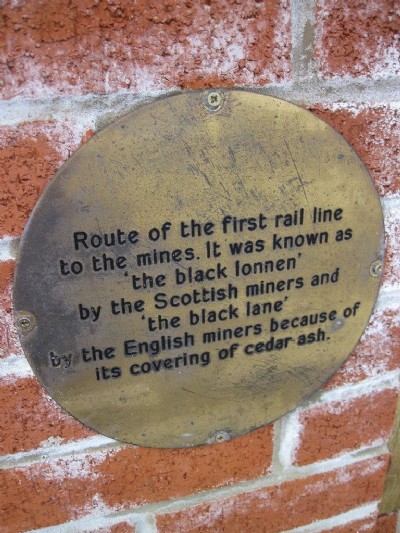 Route of the first rail line
to the mines. It was known as
'the black lonnen'
by the Scottish miners and
'the black lane'
by the English miners because of
its covering of cedar ash.